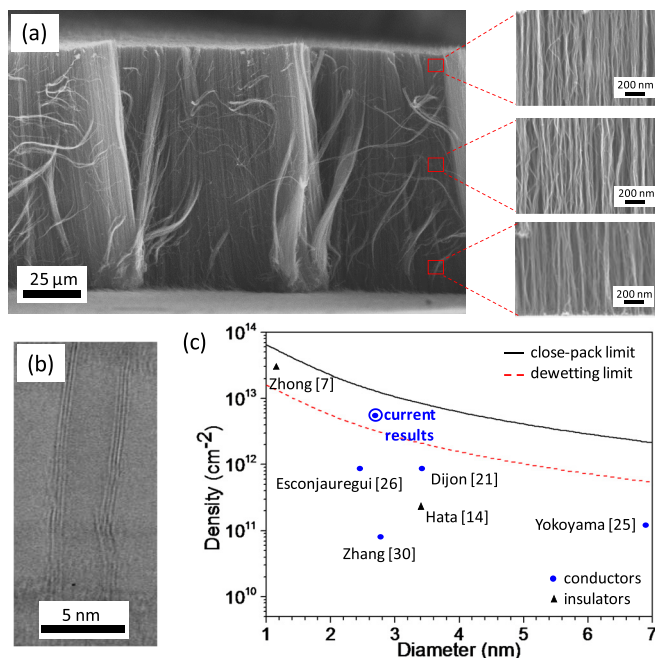 (a)
25 µm
200 nm
200 nm
200 nm
(b)
5 nm
(c)
10^14
10^13
10^12
10^11
10^10
Density (cm^-2)
close-pack limit
dewetting limit
Zhong [7]
current
results
Esconjauregui [26]
Dijon [21]
Hata [14]
Zhang [30]
Yokoyama [25]
conductors
insulators
1 2 3 4 5 6 7
Diameter (nm)